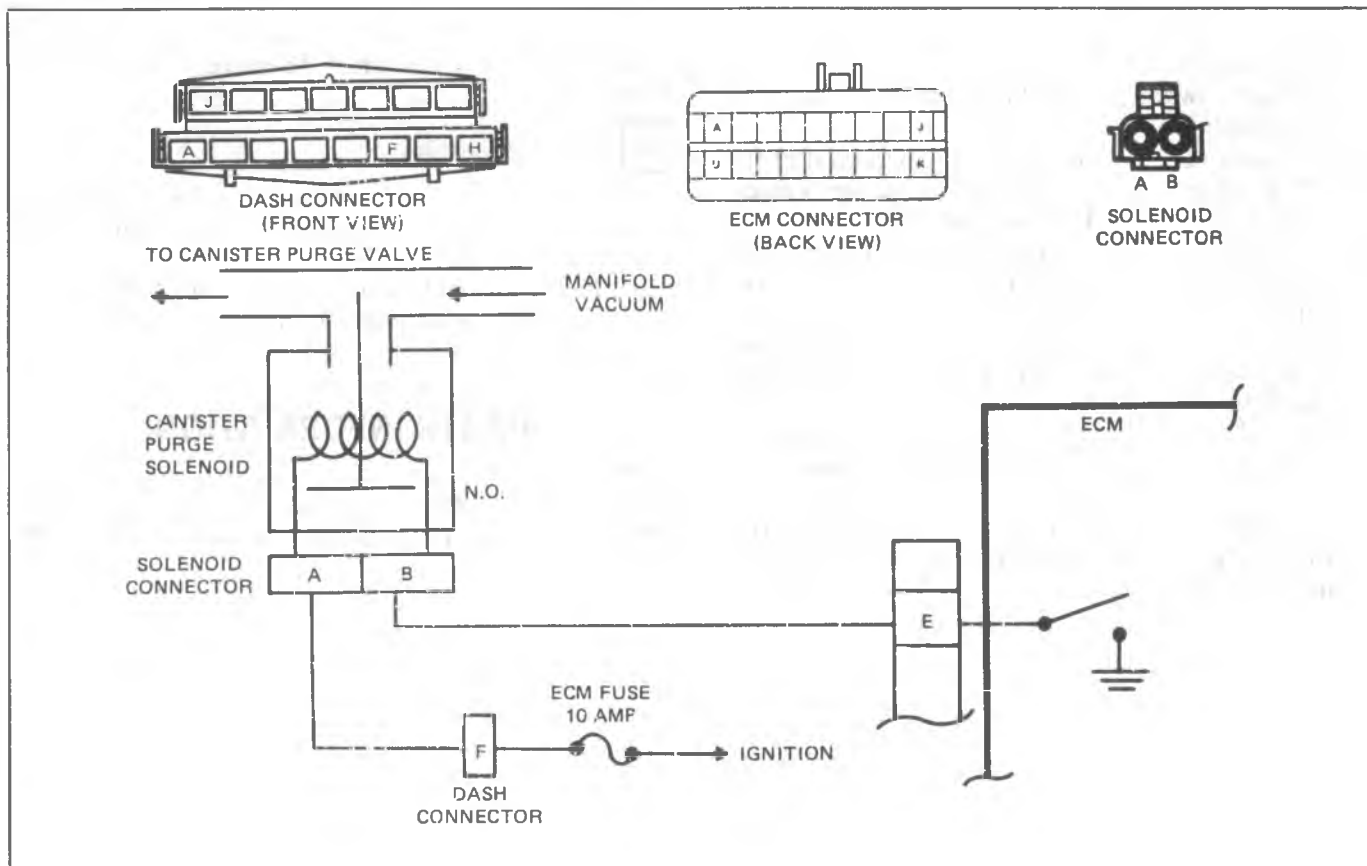 J
A F H
DASH CONNECTOR
(FRONT VIEW)
A J
U K
ECM CONNECTOR
(BACK VIEW)
A B
SOLENOID
CONNECTOR
TO CANISTER PURGE VALVE
MANIFOLD
VACUUM
CANISTER
PURGE
SOLENOID
N.O.
ECM
SOLENOID
CONNECTOR
A B
E
ECM FUSE
10 AMP
F
IGNITION
DASH
CONNECTOR